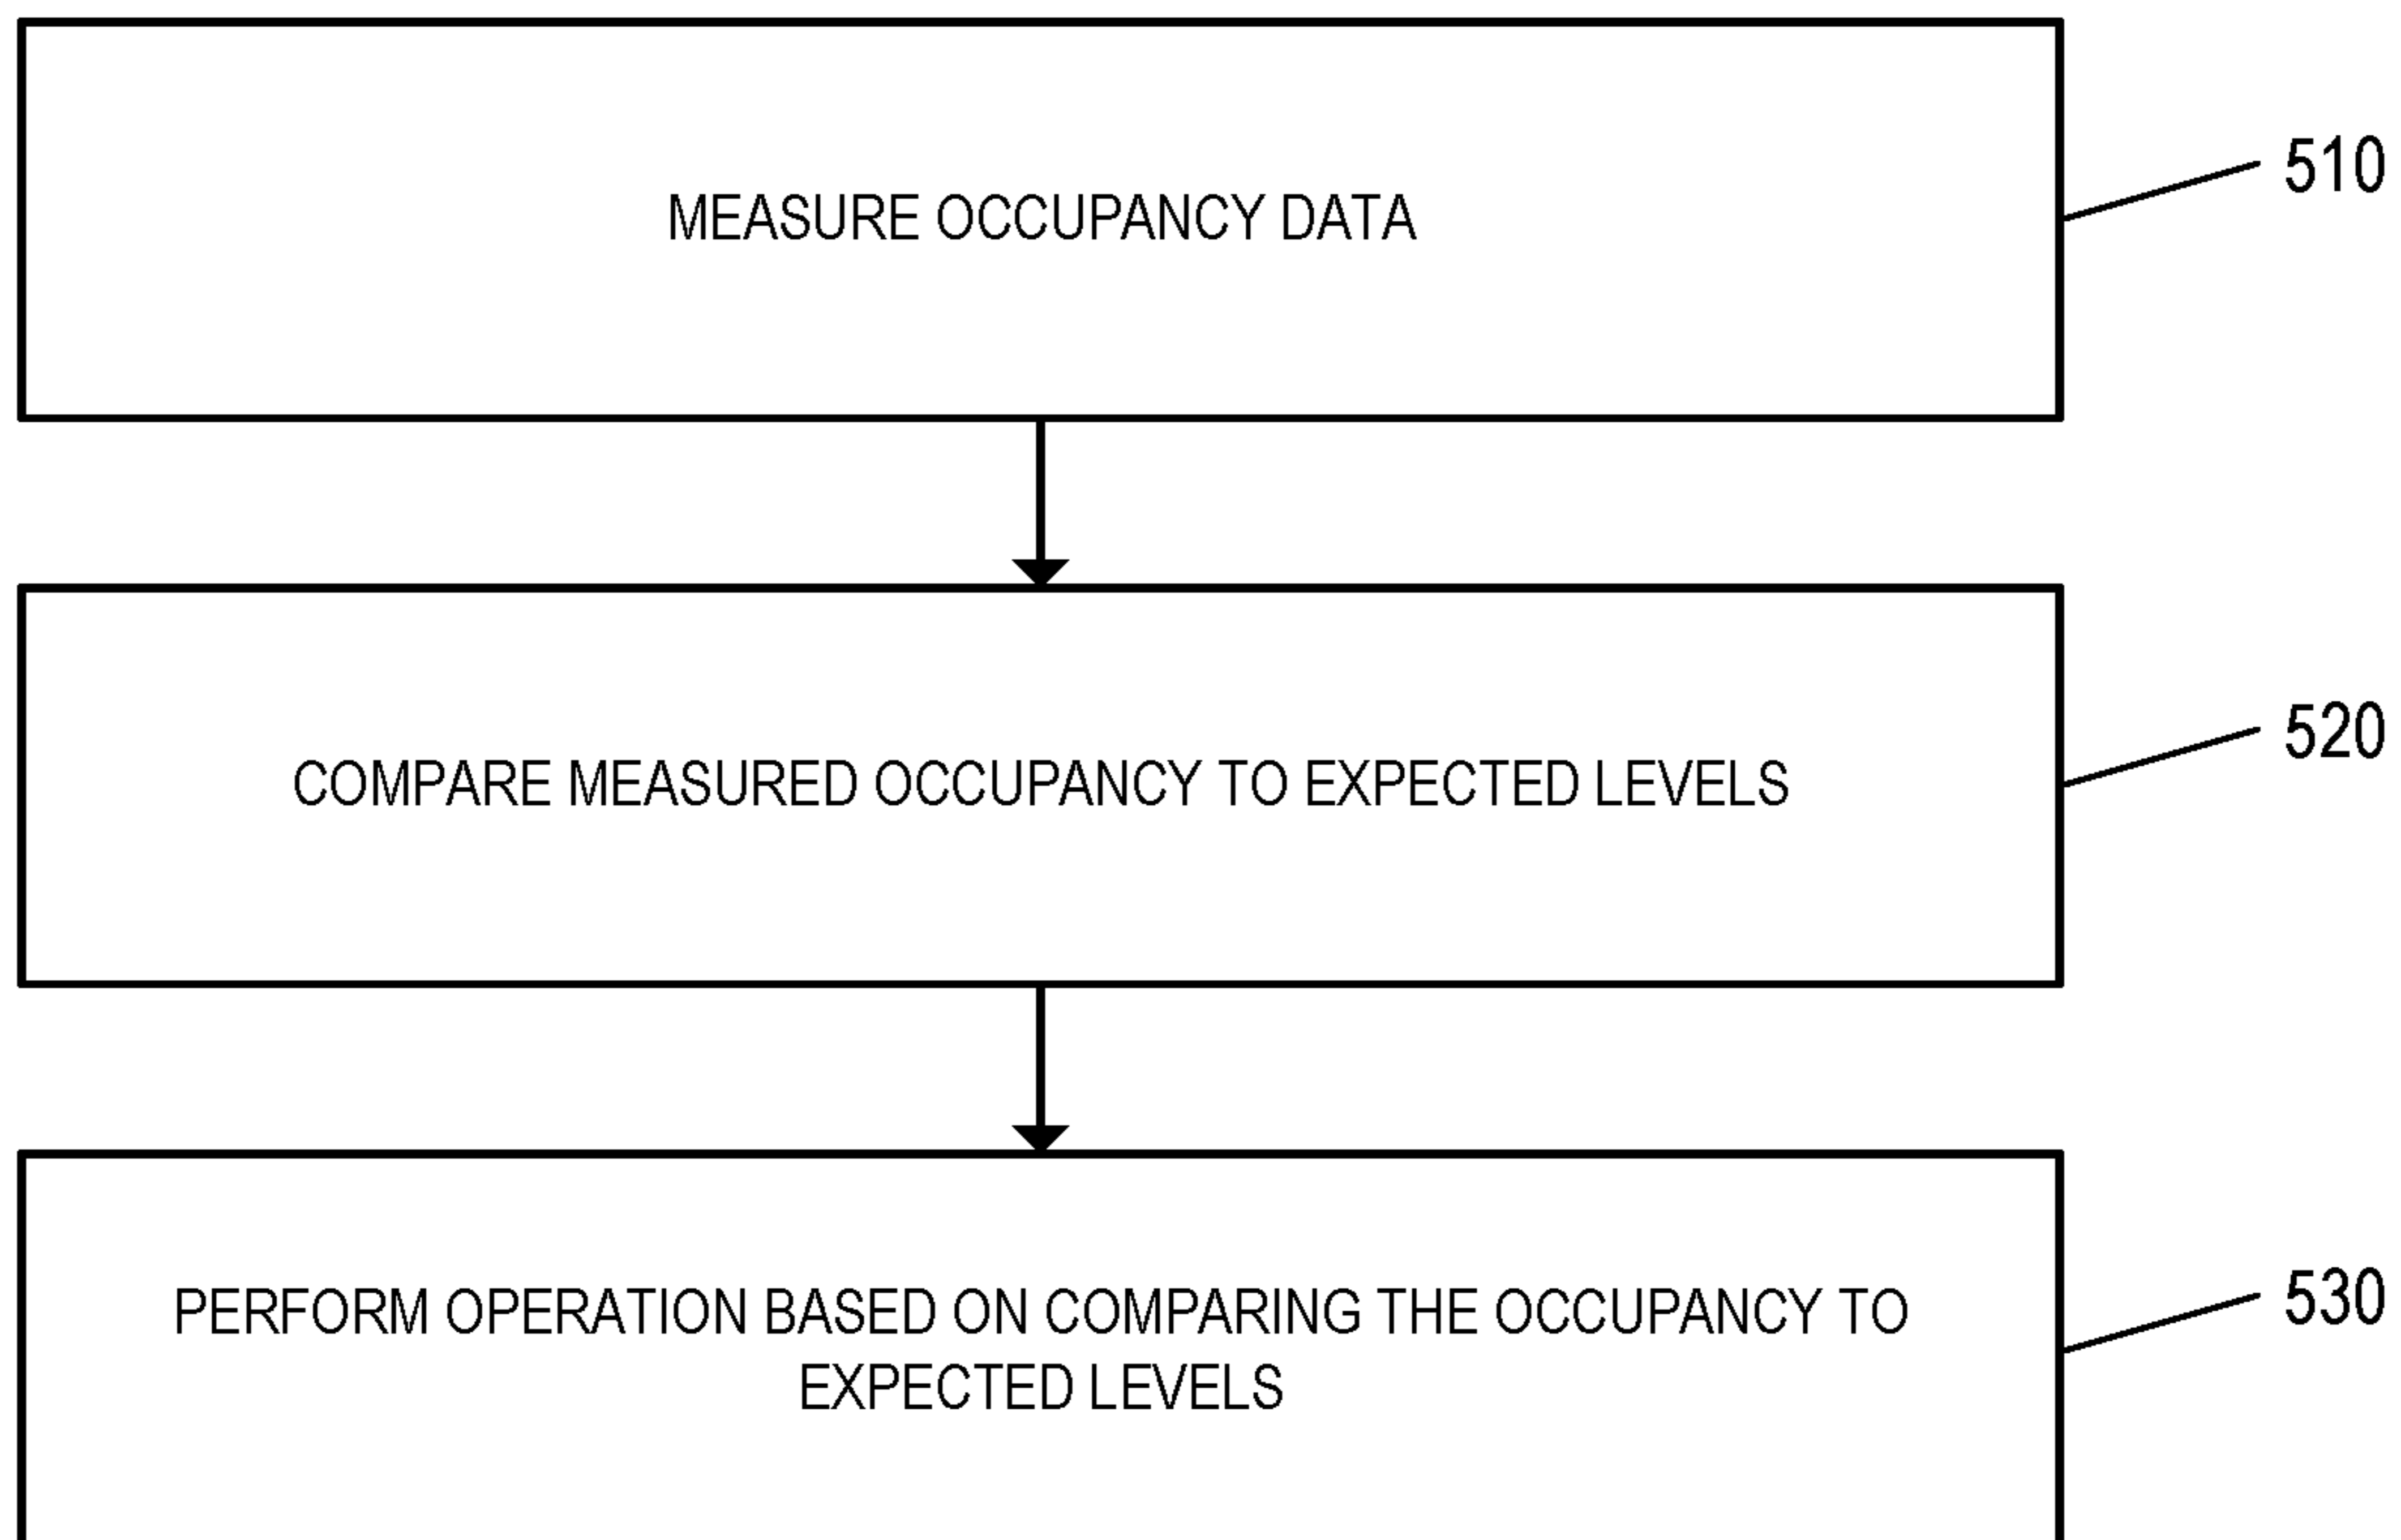 MEASURE OCCUPANCY DATA
510
COMPARE MEASURED OCCUPANCY TO EXPECTED LEVELS
520
PERFORM OPERATION BASED ON COMPARING THE OCCUPANCY TO
EXPECTED LEVELS
530